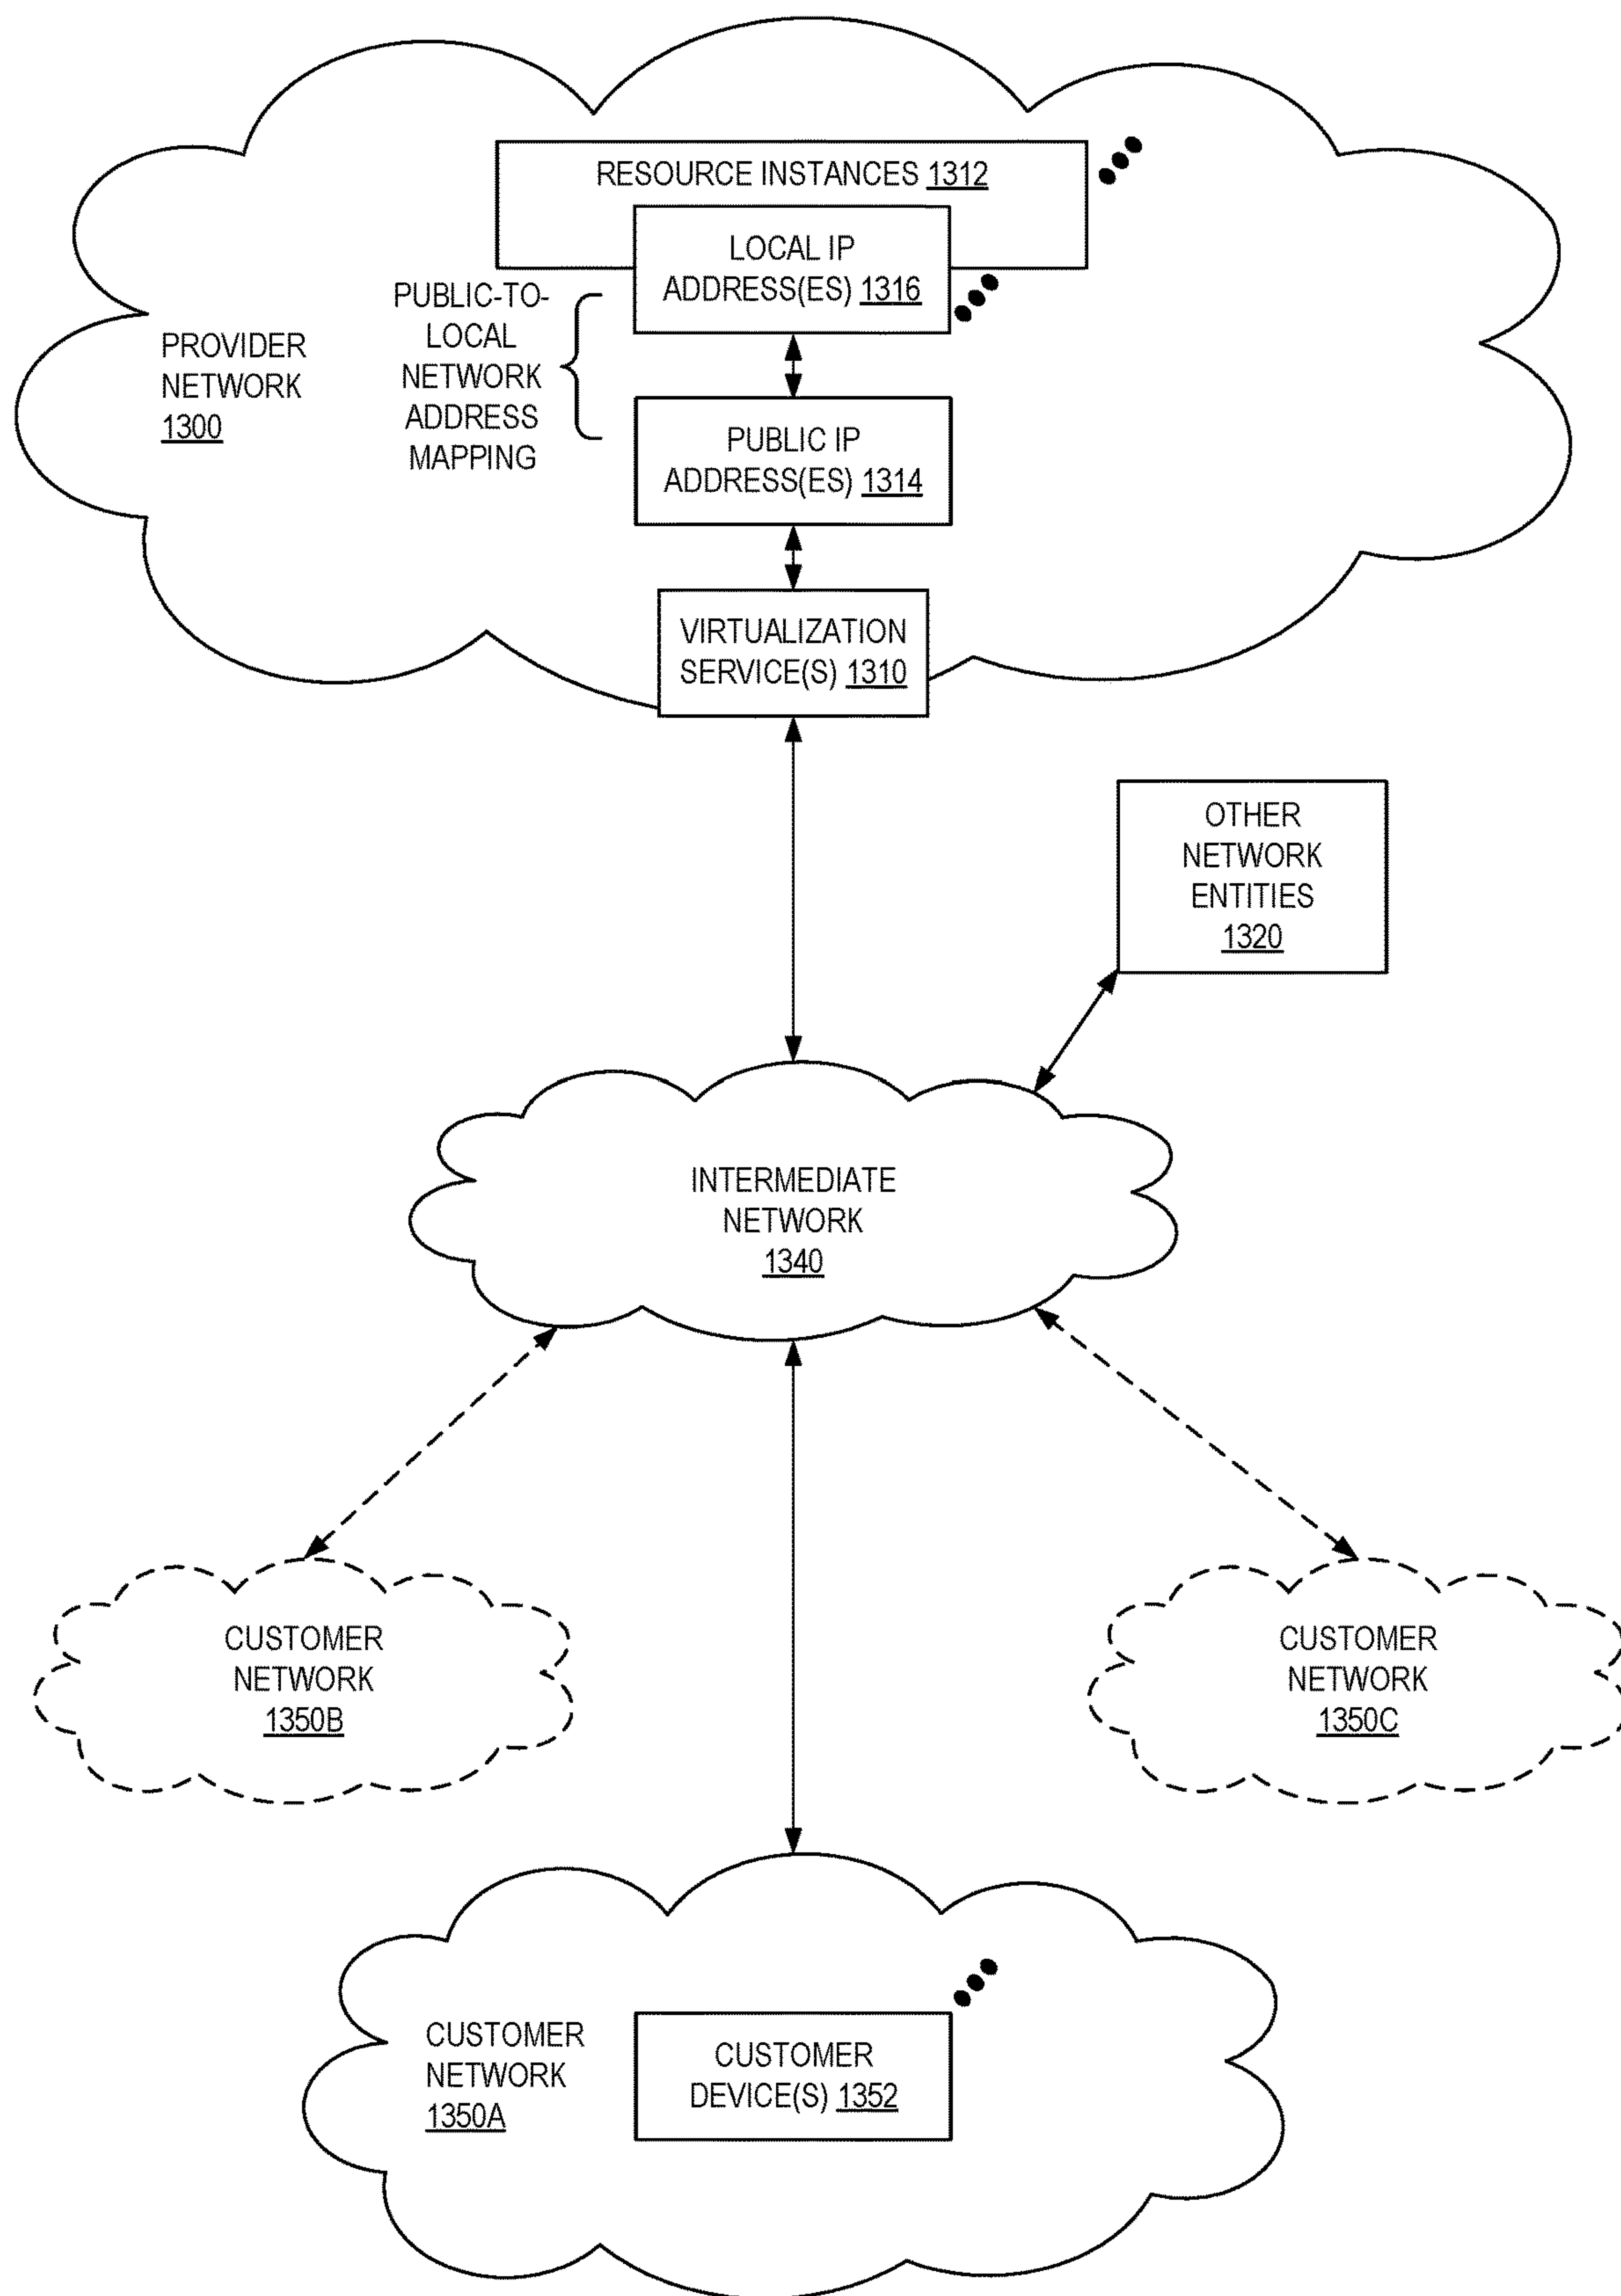 RESOURCE INSTANCES 1312
LOCAL IP
ADDRESS(ES) 1316
PUBLIC-TO-
LOCAL
NETWORK
ADDRESS
MAPPING
PROVIDER
NETWORK
1300
PUBLIC IP
ADDRESS(ES) 1314
VIRTUALIZATION
SERVICE(S) 1310
OTHER
NETWORK
ENTITIES
1320
INTERMEDIATE
NETWORK
1340
CUSTOMER
NETWORK
1350B
CUSTOMER
NETWORK
1350C
CUSTOMER
NETWORK
1350A
CUSTOMER
DEVICE(S) 1352